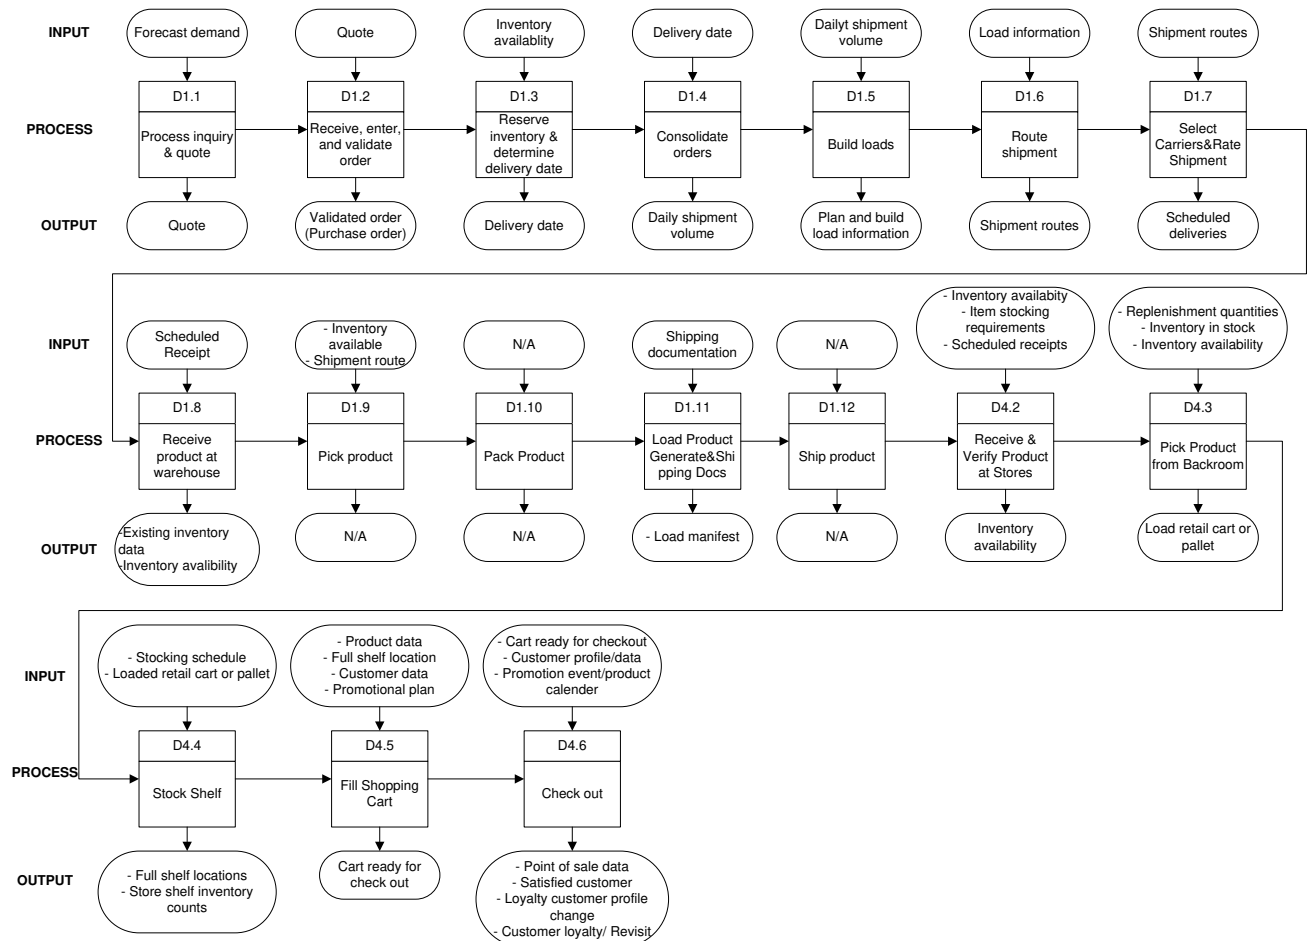 INPUT
Forecast demand
Quote
Inventory
availablity
Delivery date
Dailyt shipment
volume
Load information
Shipment routes
PROCESS
D1.1
Process inquiry
& quote
D1.2
Receive, enter,
and validate
order
D1.3
Reserve
inventory &
determine
delivery date
D1.4
Consolidate
orders
D1.5
Build loads
D1.6
Route
shipment
D1.7
Select
Carriers&Rate
Shipment
OUTPUT
Quote
Validated order
(Purchase order)
Delivery date
Daily shipment
volume
Plan and build
load information
Shipment routes
Scheduled
deliveries
INPUT
Scheduled
Receipt
- Inventory
available
- Shipment route
N/A
Shipping
documentation
N/A
- Inventory availabity
- Item stocking
requirements
- Scheduled receipts
- Replenishment quantities
- Inventory in stock
- Inventory availability
PROCESS
D1.8
Receive
product at
warehouse
D1.9
Pick product
D1.10
Pack Product
D1.11
Load Product
Generate&Shi
pping Docs
D1.12
Ship product
D4.2
Receive &
Verify Product
at Stores
D4.3
Pick Product
from Backroom
OUTPUT
-Existing inventory
data
-Inventory avalibility
N/A
N/A
- Load manifest
N/A
Inventory
availability
Load retail cart or
pallet
INPUT
- Stocking schedule
- Loaded retail cart or pallet
- Product data
- Full shelf location
- Customer data
- Promotional plan
- Cart ready for checkout
- Customer profile/data
- Promotion event/product
calender
PROCESS
D4.4
Stock Shelf
D4.5
Fill Shopping
Cart
D4.6
Check out
OUTPUT
- Full shelf locations
- Store shelf inventory
counts
Cart ready for
check out
- Point of sale data
- Satisfied customer
- Loyalty customer profile
change
- Customer loyalty/ Revisit